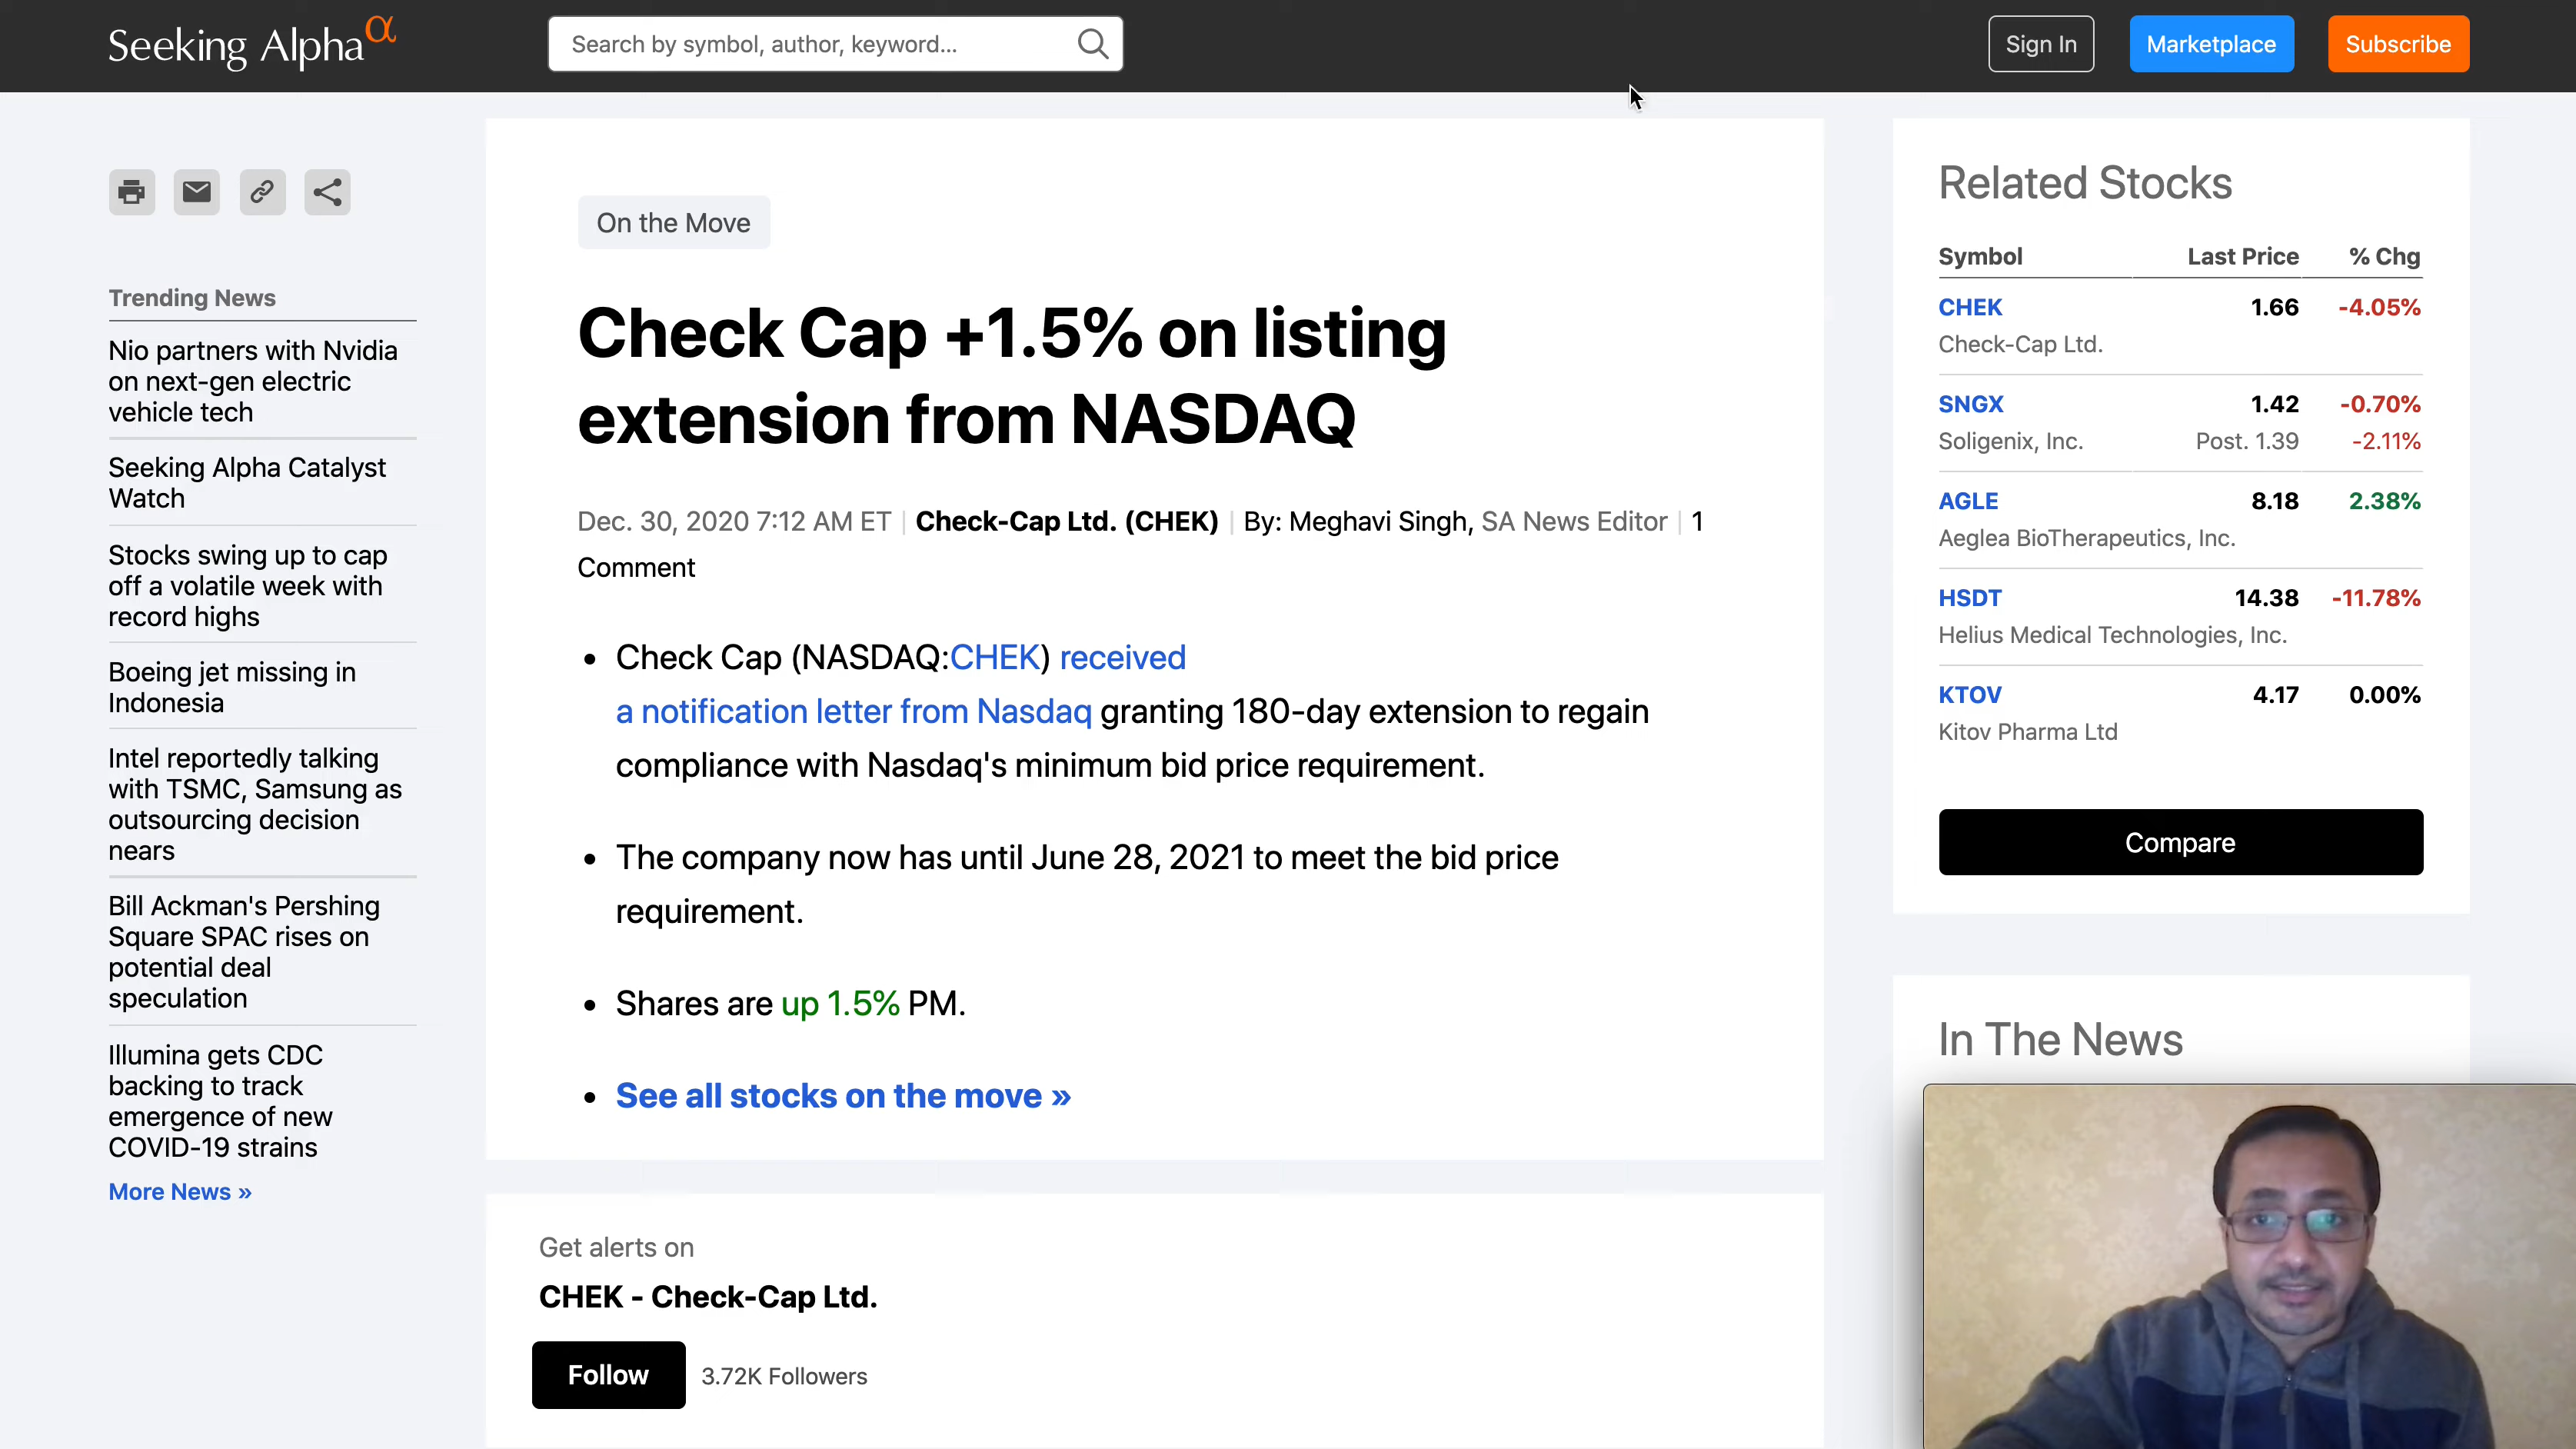 Seeking Alphaα
Search by symbol, author, keyword...
Sign In
Marketplace
Subscribe
Trending News
Nio partners with Nvidia
on next-gen electric
vehicle tech
Seeking Alpha Catalyst
Watch
Stocks swing up to cap
off a volatile week with
record highs
Boeing jet missing in
Indonesia
Intel reportedly talking
with TSMC, Samsung as
outsourcing decision
nears
Bill Ackman's Pershing
Square SPAC rises on
potential deal
speculation
Illumina gets CDC
backing to track
emergence of new
COVID-19 strains
More News »
On the Move
Check Cap +1.5% on listing
extension from NASDAQ
Dec. 30, 2020 7:12 AM ET | Check-Cap Ltd. (CHEK) | By: Meghavi Singh, SA News Editor | 1
Comment
• Check Cap (NASDAQ:CHEK) received
a notification letter from Nasdaq granting 180-day extension to regain
compliance with Nasdaq's minimum bid price requirement.
• The company now has until June 28, 2021 to meet the bid price
requirement.
• Shares are up 1.5% PM.
• See all stocks on the move »
Get alerts on
CHEK - Check-Cap Ltd.
Follow 3.72K Followers
Related Stocks
Symbol Last Price % Chg
CHEK 1.66 -4.05%
Check-Cap Ltd.
SNGX 1.42 -0.70%
Soligenix, Inc. Post. 1.39 -2.11%
AGLE 8.18 2.38%
Aeglea BioTherapeutics, Inc.
HSDT 14.38 -11.78%
Helius Medical Technologies, Inc.
KTOV 4.17 0.00%
Kitov Pharma Ltd
Compare
In The News